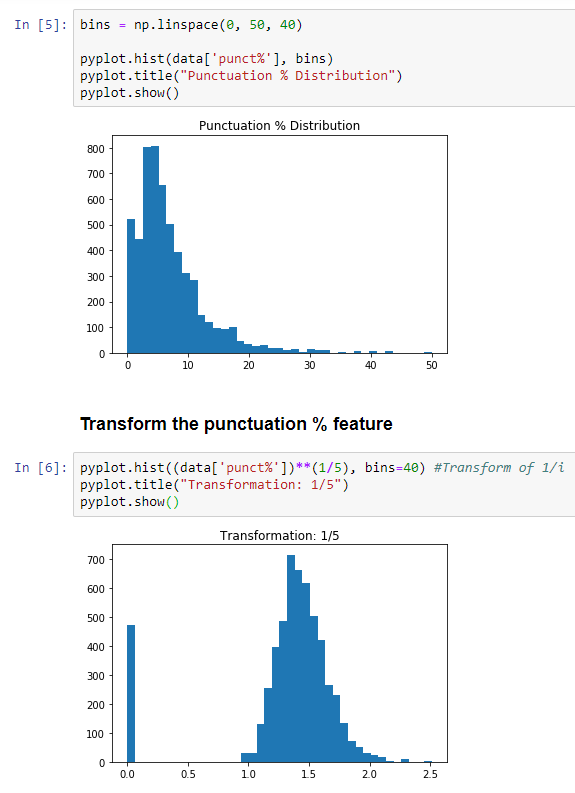 In [5]: bins = np.linspace(0, 50, 40)
pyplot.hist(data['punct%'], bins)
pyplot.title("Punctuation % Distribution")
pyplot.show()
Punctuation % Distribution
800
700
600
500
400
300
200
100
0
0 10 20 30 40 50
Transform the punctuation % feature
In [6]: pyplot.hist((data['punct%'])**(1/5), bins=40) #Transform of 1/i
pyplot.title("Transformation: 1/5")
pyplot.show()
Transformation: 1/5
700
600
500
400
300
200
100
0
0.0 0.5 1.0 1.5 2.0 2.5